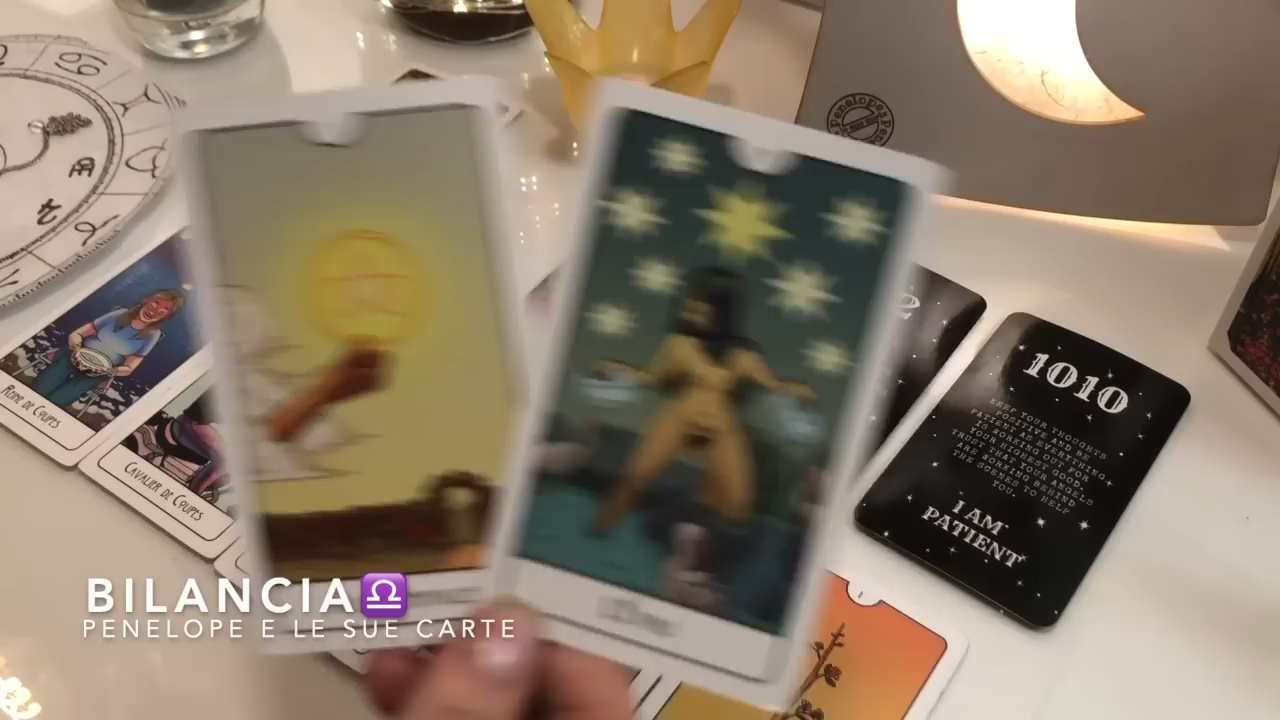 Penelope
REINE DE COUPES
CAVALIER DE COUPES
2
1010
KEEP YOUR THOUGHTS
POSITIVE AND BE
PATIENT AS EVERYTHING
IS WORKING OUT FOR
YOUR HIGHEST GOOD.
TRUST THAT YOUR ANGELS
ARE WORKING BEHIND
THE SCENES TO HELP
YOU.
I AM
PATIENT
I
BILANCIA♎
PENELOPE E LE SUE CARTE